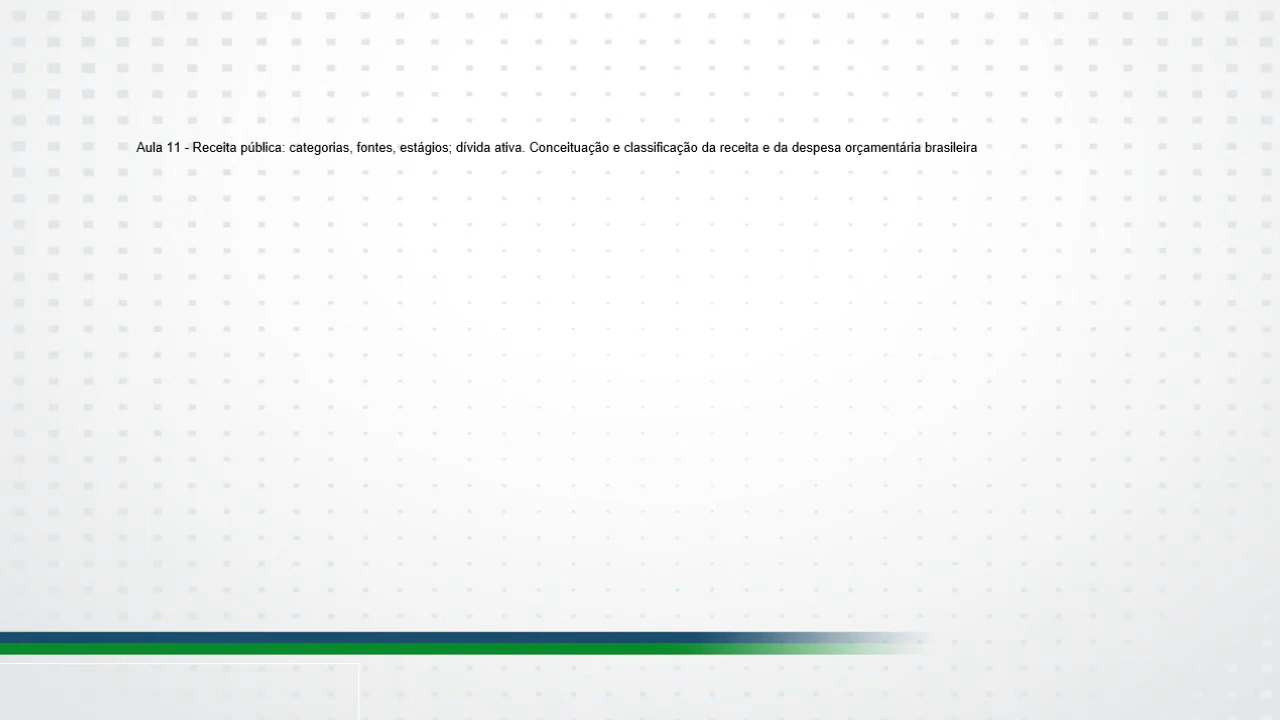 Aula 11 - Receita pública: categorias, fontes, estágios; dívida ativa. Conceituação e classificação da receita e da despesa orçamentária brasileira